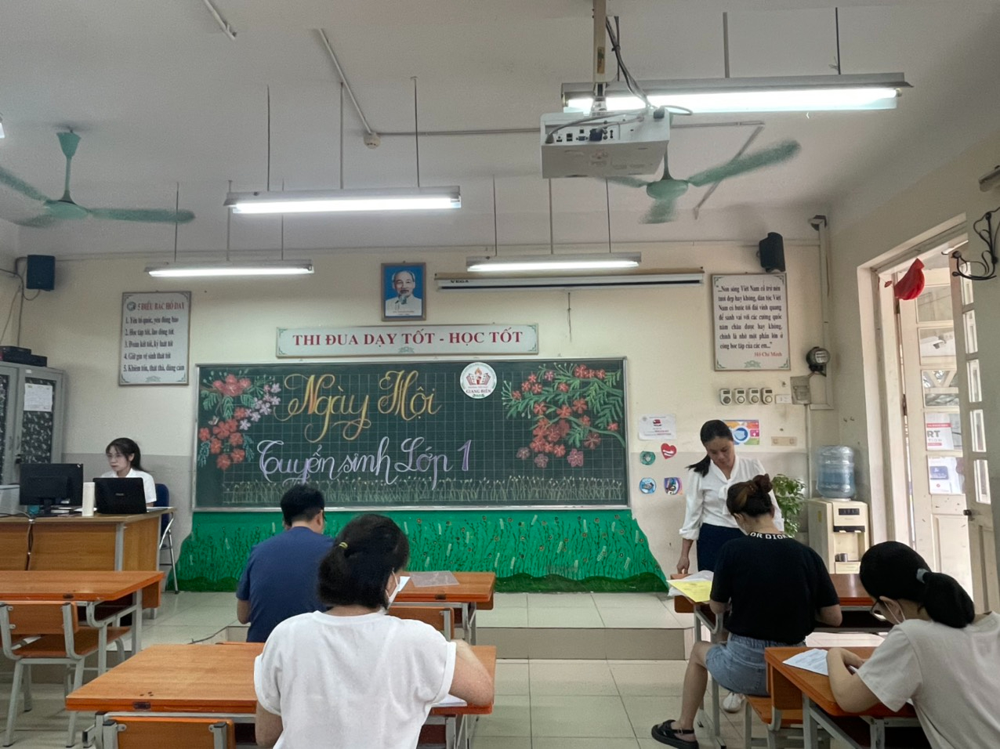 5 ĐIỀU BÁC HỒ DẠY
1. Yêu tổ quốc, yêu đồng bào
2. Học tập tốt, lao động tốt
3. Đoàn kết tốt, kỷ luật tốt
4. Giữ gìn vệ sinh thật tốt
5. Khiêm tốn, thật thà, dũng cảm
VEGA
THI ĐUA DẠY TỐT - HỌC TỐT
Ngày Hội
Tuyển sinh Lớp 1
GIANG BIÊN
"...Non sông Việt Nam có trở nên
tươi đẹp hay không, dân tộc Việt
Nam có bước tới đài vinh quang
để sánh vai với các cường quốc
năm châu được hay không,
chính là nhờ một phần lớn ở
công học tập của các em..."
Hồ Chí Minh
OR DIOR